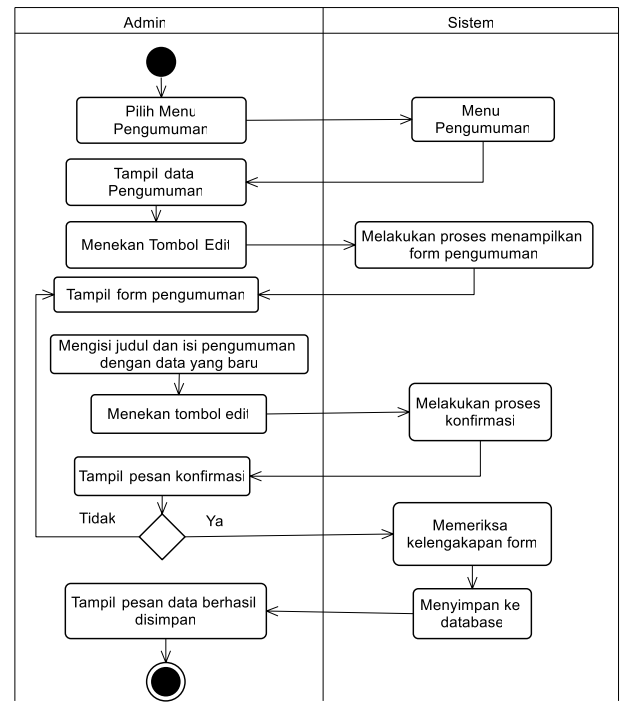 Admin
Sistem
Pilih Menu
Pengumuman
Menu
Pengumuman
Tampil data
Pengumuman
Menekan Tombol Edit
Melakukan proses menampilkan
form pengumuman
Tampil form pengumuman
Mengisi judul dan isi pengumuman
dengan data yang baru
Menekan tombol edit
Melakukan proses
konfirmasi
Tampil pesan konfirmasi
Tidak
Ya
Memeriksa
kelengakapan form
Tampil pesan data berhasil
disimpan
Menyimpan ke
database